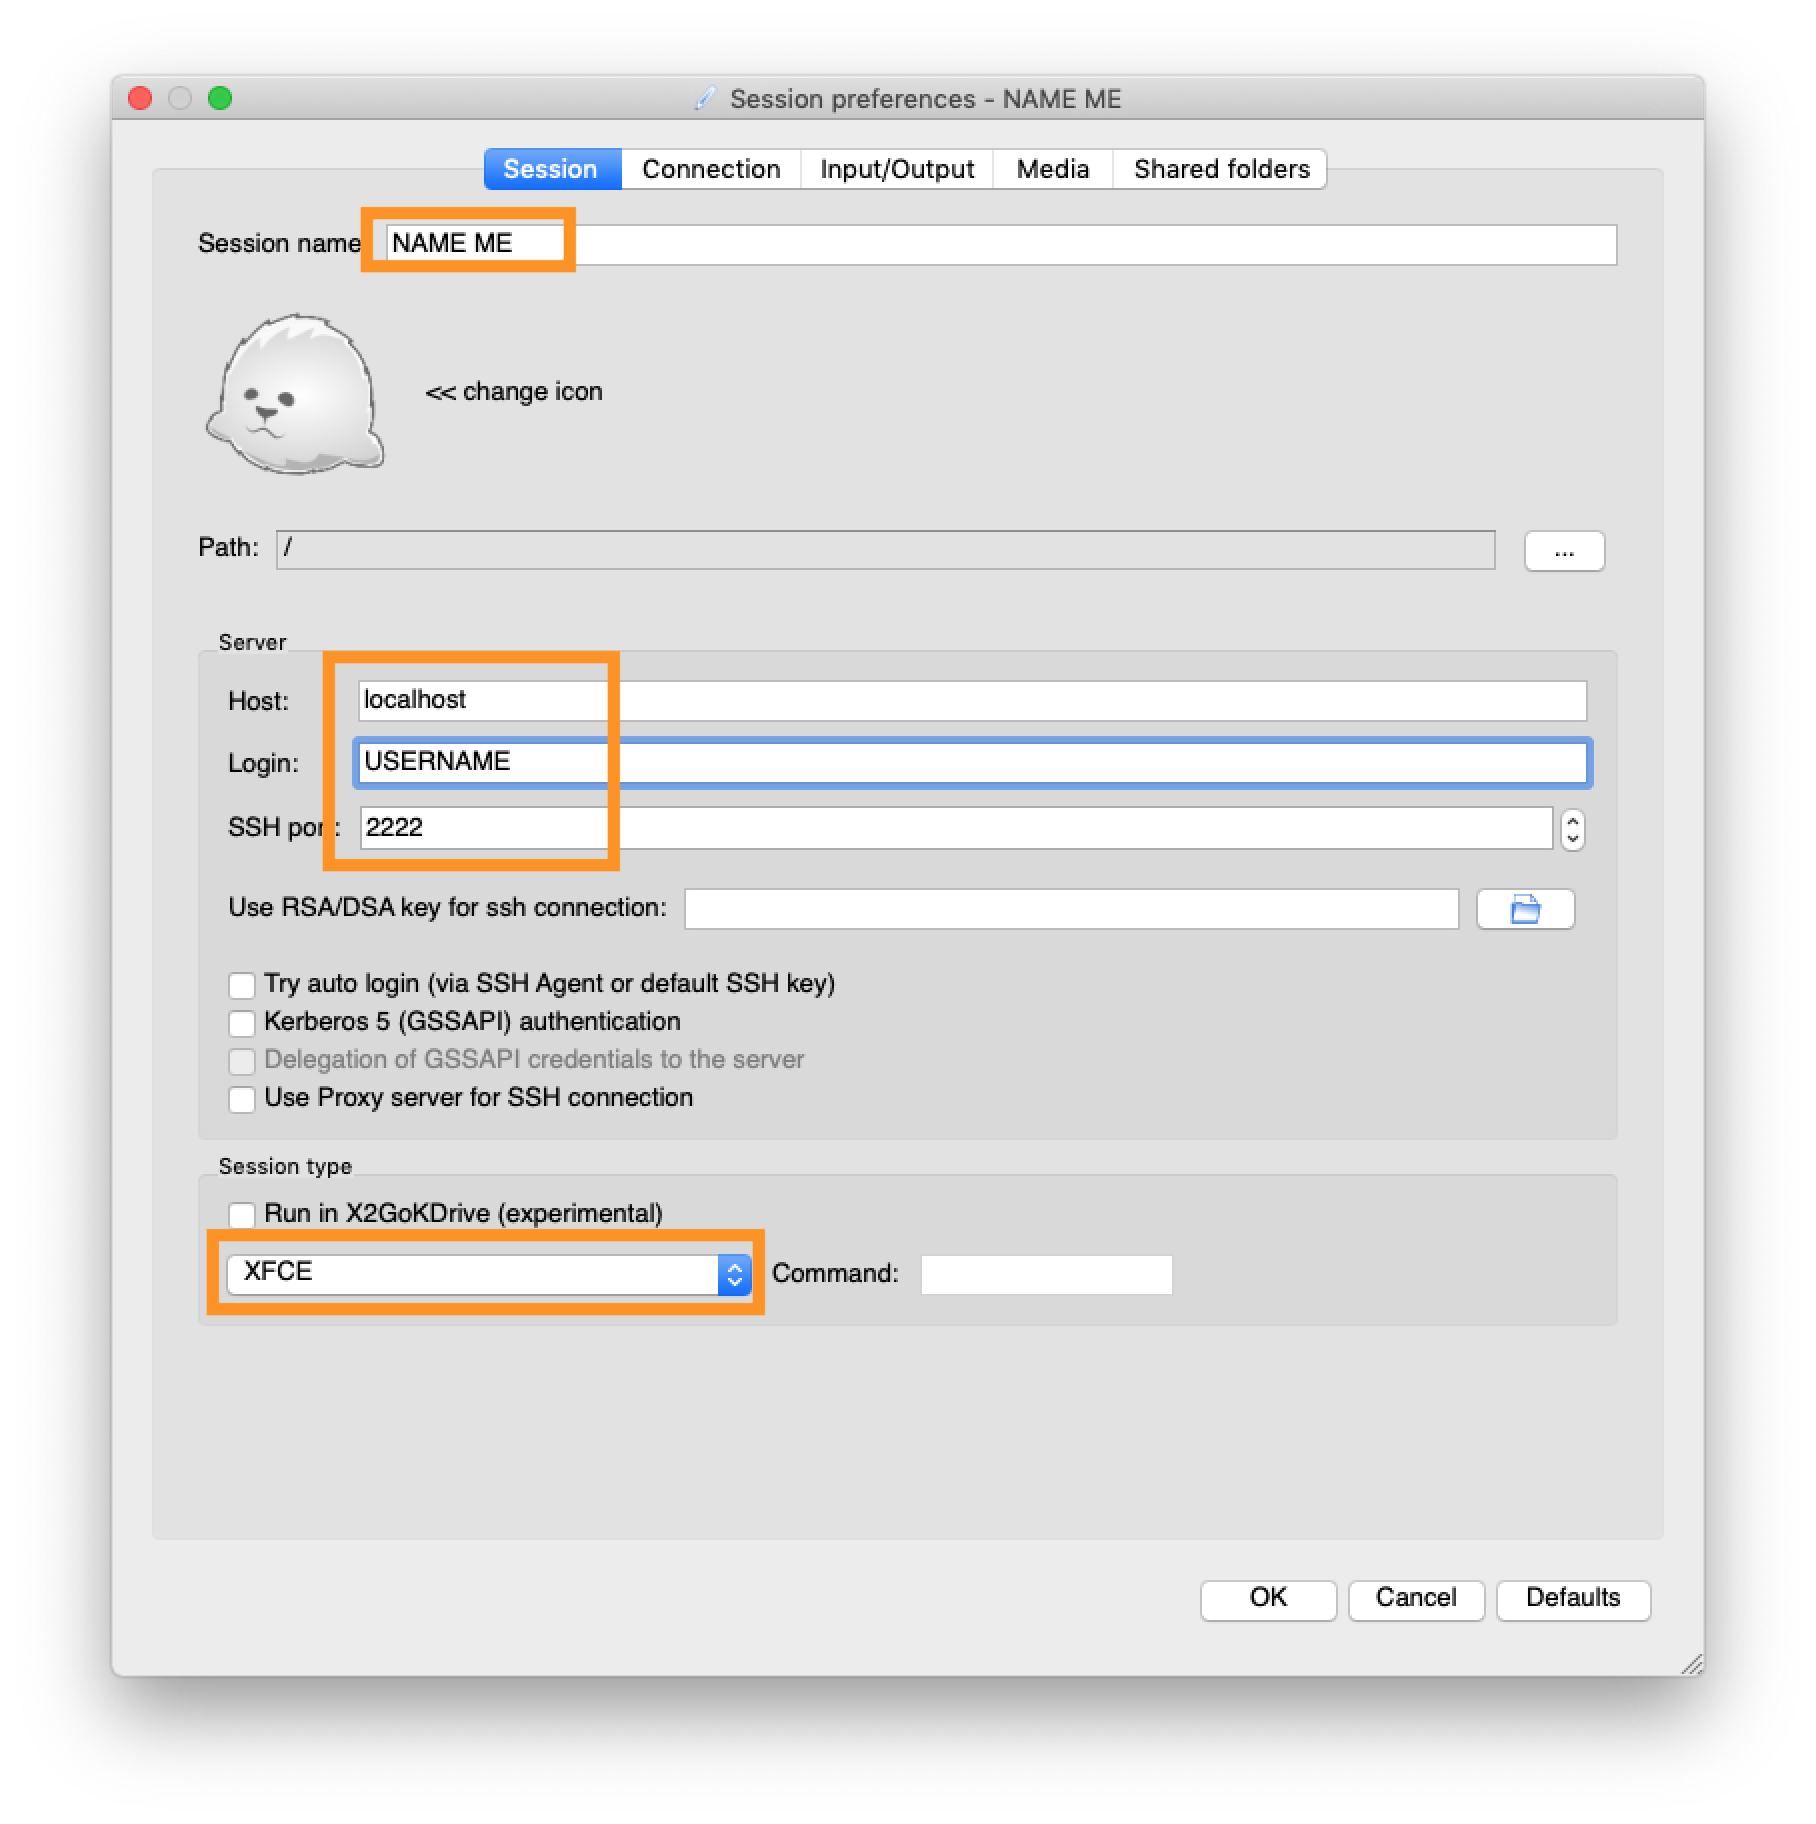 Session preferences - NAME ME
Session Connection Input/Output Media Shared folders
Session name NAME ME
<< change icon
Path: / ...
Server
Host: localhost
Login: USERNAME
SSH por: 2222
Use RSA/DSA key for ssh connection:
Try auto login (via SSH Agent or default SSH key)
Kerberos 5 (GSSAPI) authentication
Delegation of GSSAPI credentials to the server
Use Proxy server for SSH connection
Session type
Run in X2GoKDrive (experimental)
XFCE Command:
OK Cancel Defaults